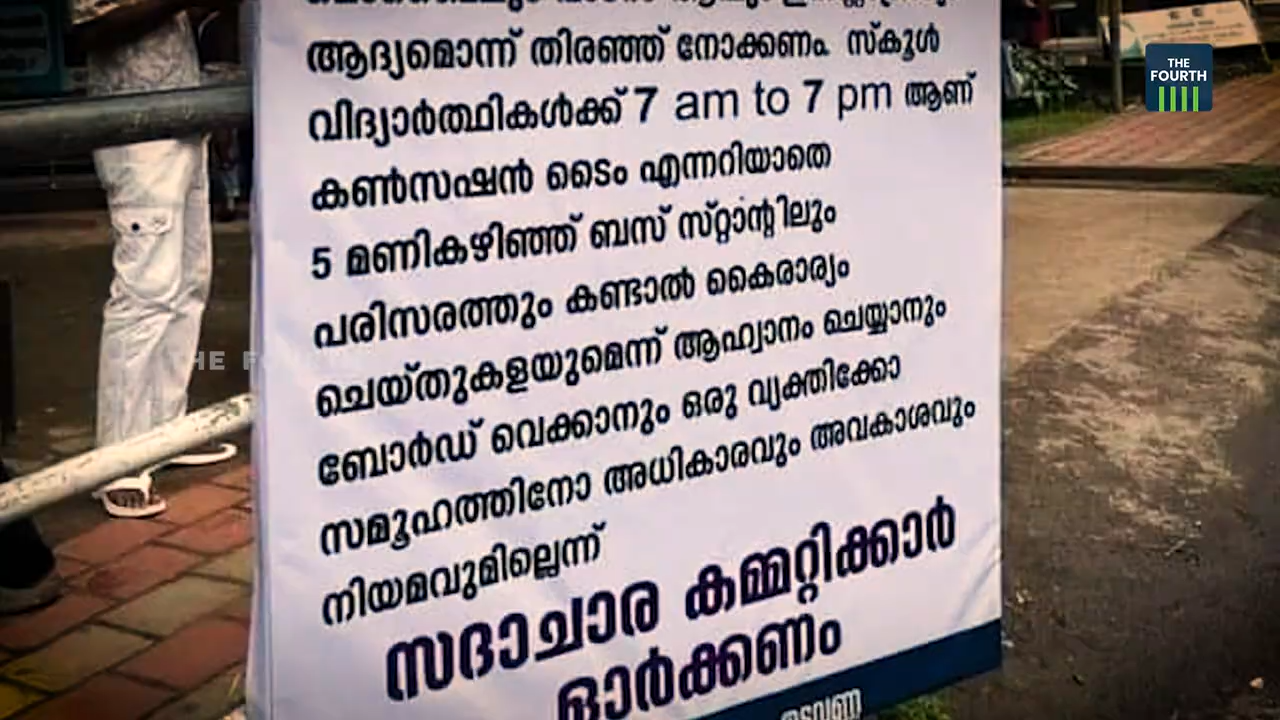 ആദ്യമൊന്ന് തിരഞ്ഞ് നോക്കണം. സ്കൂൾ
വിദ്യാർത്ഥികൾക്ക് 7 am to 7 pm ആണ്
കൺസഷൻ ടൈം എന്നറിയാതെ
5 മണികഴിഞ്ഞ് ബസ് സ്റ്റാന്റിലും
പരിസരത്തും കണ്ടാൽ കൈരാര്യം
ചെയ്തുകളയുമെന്ന് ആഹ്വാനം ചെയ്യാനും
ബോർഡ് വെക്കാനും ഒരു വ്യക്തിക്കോ
സമൂഹത്തിനോ അധികാരവും അവകാശവും
നിയമവുമില്ലെന്ന്
സദാചാര കമ്മറ്റിക്കാർ
ഓർക്കണം
THE
FOURTH